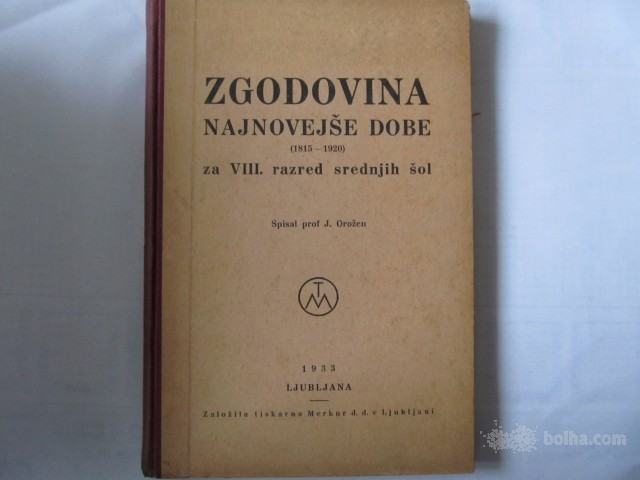 ZGODOVINA
NAJNOVEJŠE DOBE
(1815 — 1920)
za VIII. razred srednjih šol
Spisal prof J. Orožen
TM
1933
LJUBLJANA
Založila tiskarna Merkur d. d. v Ljubljani
bolha.com